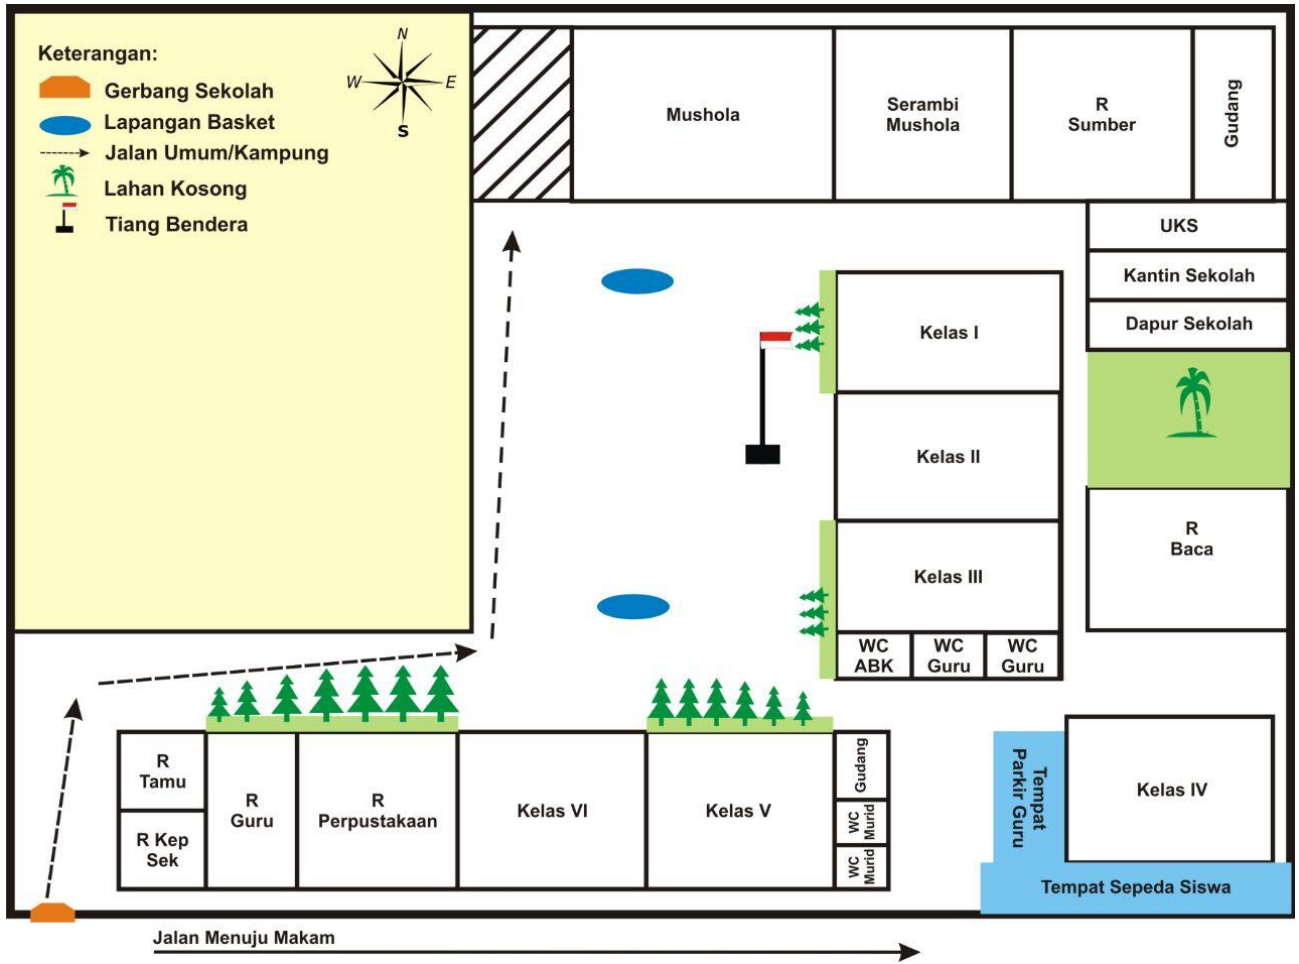 Keterangan:
Gerbang Sekolah
Lapangan Basket
Jalan Umum/Kampung
Lahan Kosong
Tiang Bendera
N
W
E
S
Mushola
Serambi
Mushola
R
Sumber
Gudang
UKS
Kantin Sekolah
Dapur Sekolah
Kelas I
Kelas II
Kelas III
R
Baca
WC
ABK
WC
Guru
WC
Guru
R
Tamu
R Kep
Sek
R
Guru
R
Perpustakaan
Kelas VI
Kelas V
Gudang
WC
Murid
WC
Murid
Tempat
Parkir Guru
Kelas IV
Tempat Sepeda Siswa
Jalan Menuju Makam